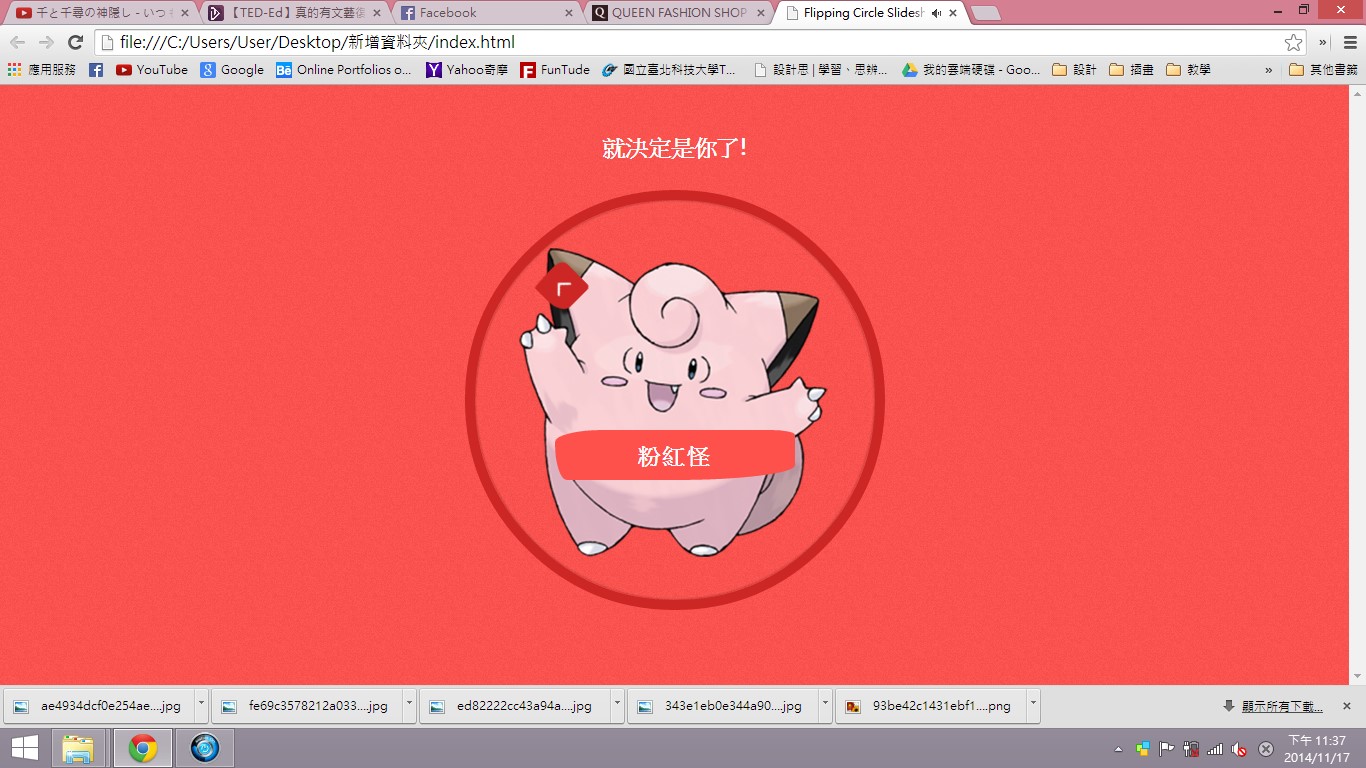 千と千尋の神隠し - いつも
【TED-Ed】真的有文藝復
Facebook
QUEEN FASHION SHOP
Flipping Circle Slidesh
file:///C:/Users/User/Desktop/新增資料夾/index.html
應用服務
YouTube
Google
Online Portfolios o...
Yahoo奇摩
FunTude
國立臺北科技大學T...
設計思 | 學習、思辨...
我的雲端硬碟 - Goo...
設計
插畫
教學
其他書籤
就決定是你了!
粉紅怪
ae4934dcf0e254ae....jpg
fe69c3578212a033....jpg
ed82222cc43a94a....jpg
343e1eb0e344a90....jpg
93be42c1431ebf1....png
顯示所有下載...
下午 11:37
2014/11/17